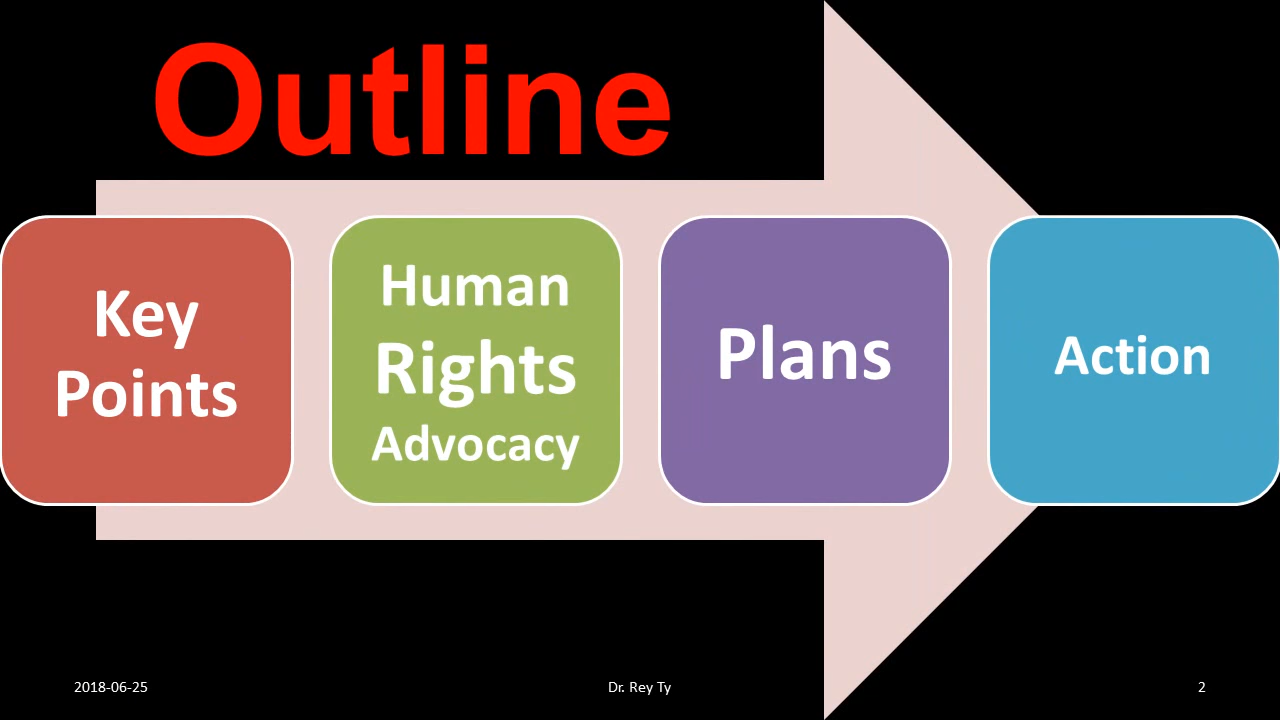 Outline
Key
Points
Human
Rights
Advocacy
Plans
Action
2018-06-25
Dr. Rey Ty
2